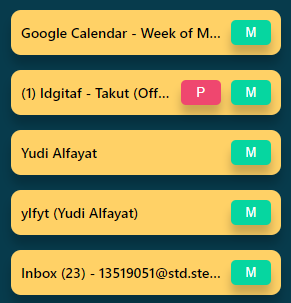 Google Calendar - Week of M... M
(1) Idgitaf - Takut (Off... P M
Yudi Alfayat M
ylfyt (Yudi Alfayat) M
Inbox (23) - 13519051@std.ste... M